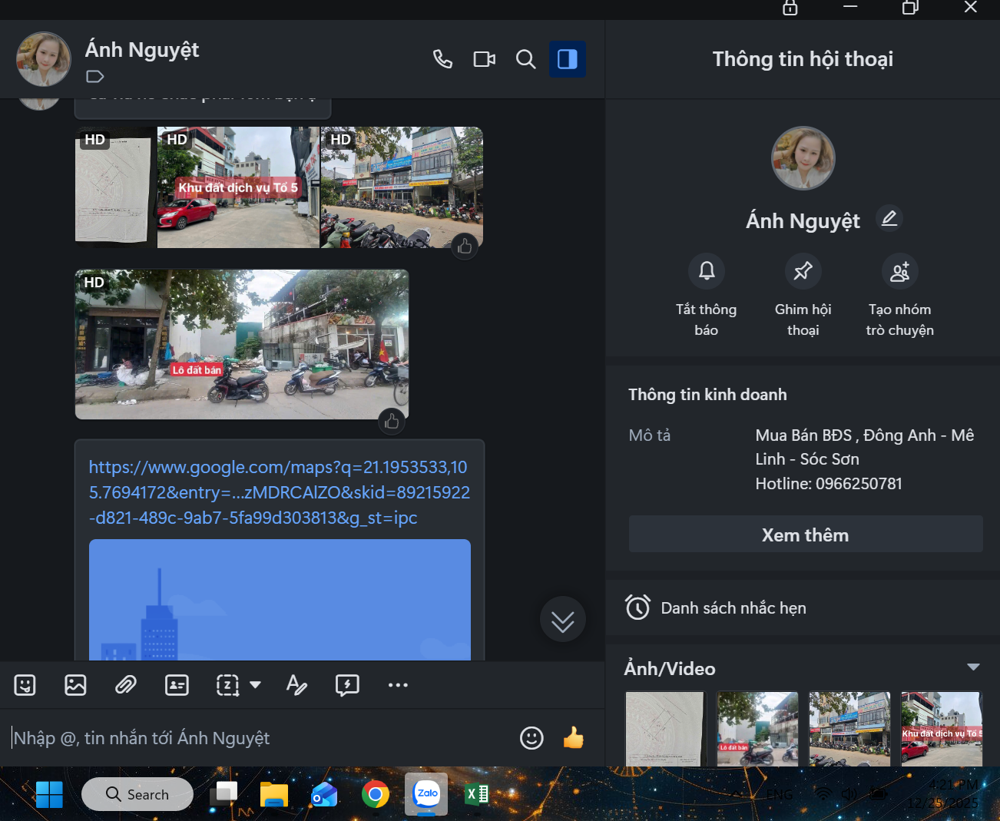 Ánh Nguyệt
HD
HD
HD
Khu đất dịch vụ Tổ 5
HD
Lô đất bán
https://www.google.com/maps?q=21.1953533,10
5.7694172&entry=...zMDRCAlZO&skid=89215922
-d821-489c-9ab7-5fa99d303813&g_st=ipc
Nhập @, tin nhắn tới Ánh Nguyệt
Thông tin hội thoại
Ánh Nguyệt
Tắt thông
báo
Ghim hội
thoại
Tạo nhóm
trò chuyện
Thông tin kinh doanh
Mô tả
Mua Bán BĐS , Đông Anh - Mê
Linh - Sóc Sơn
Hotline: 0966250781
Xem thêm
Danh sách nhắc hẹn
Ảnh/Video
Lô đất bán
Khu đất dịch vụ Tổ 5
Search
Zalo
ENG
4:21 PM
12/25/2025